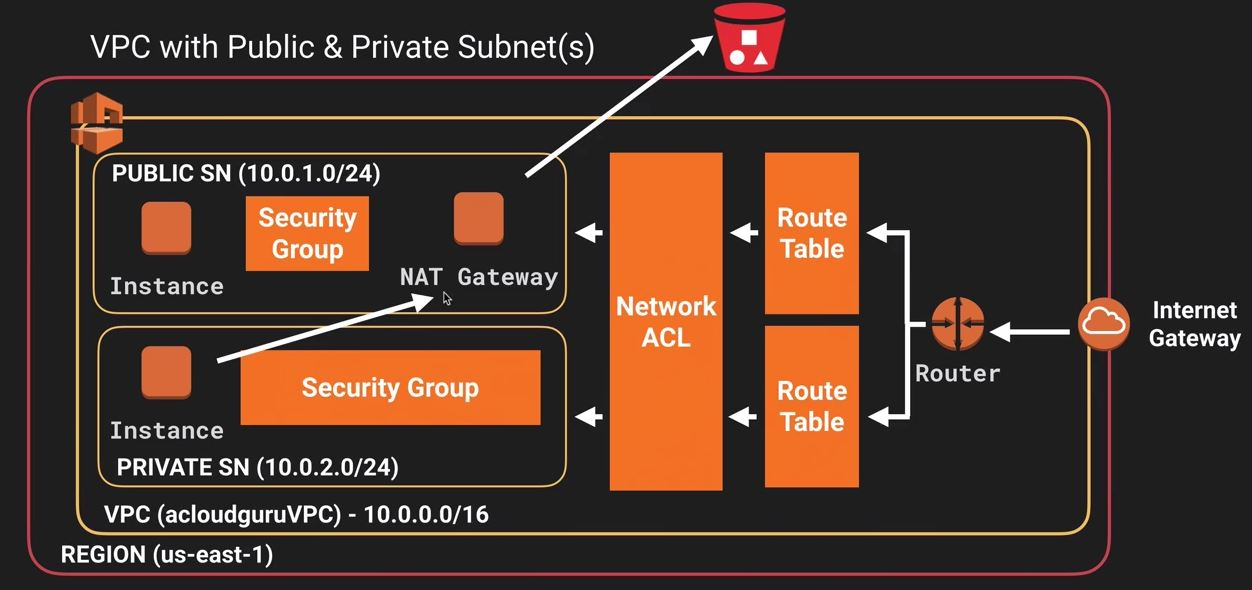 VPC with Public & Private Subnet(s)
PUBLIC SN (10.0.1.0/24)
Security
Group
Instance
NAT Gateway
Security Group
Instance
PRIVATE SN (10.0.2.0/24)
Network
ACL
Route
Table
Route
Table
Router
Internet
Gateway
VPC (acloudguruVPC) - 10.0.0.0/16
REGION (us-east-1)